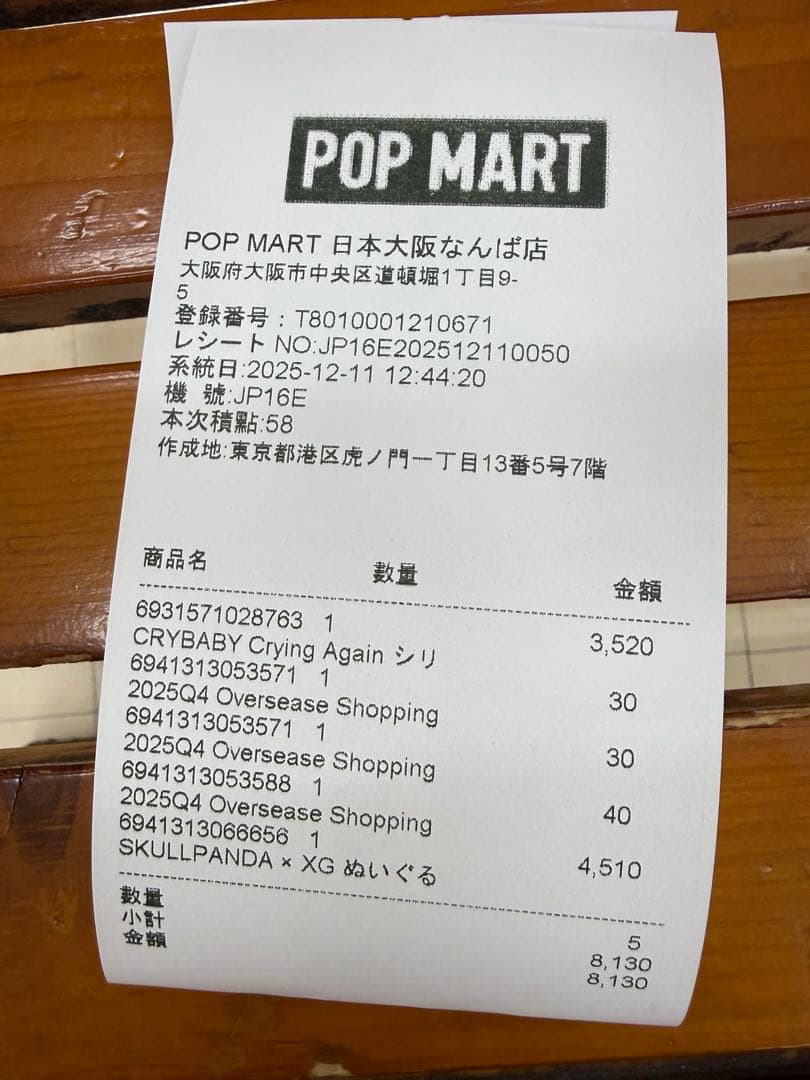 POP MART
POP MART 日本大阪なんば店
大阪府大阪市中央区道頓堀1丁目9-
5
登録番号：T8010001210671
レシート NO:JP16E202512110050
系統日:2025-12-11 12:44:20
機 號:JP16E
本次積點:58
作成地:東京都港区虎ノ門一丁目13番5号7階
商品名 數量 金額
6931571028763 1 3,520
CRYBABY Crying Again シリ
6941313053571 1 30
2025Q4 Oversease Shopping
6941313053571 1 30
2025Q4 Oversease Shopping
6941313053588 1 40
2025Q4 Oversease Shopping
6941313066656 1 4,510
SKULLPANDA × XG ぬいぐる
數量 5
小計 8,130
金額 8,130